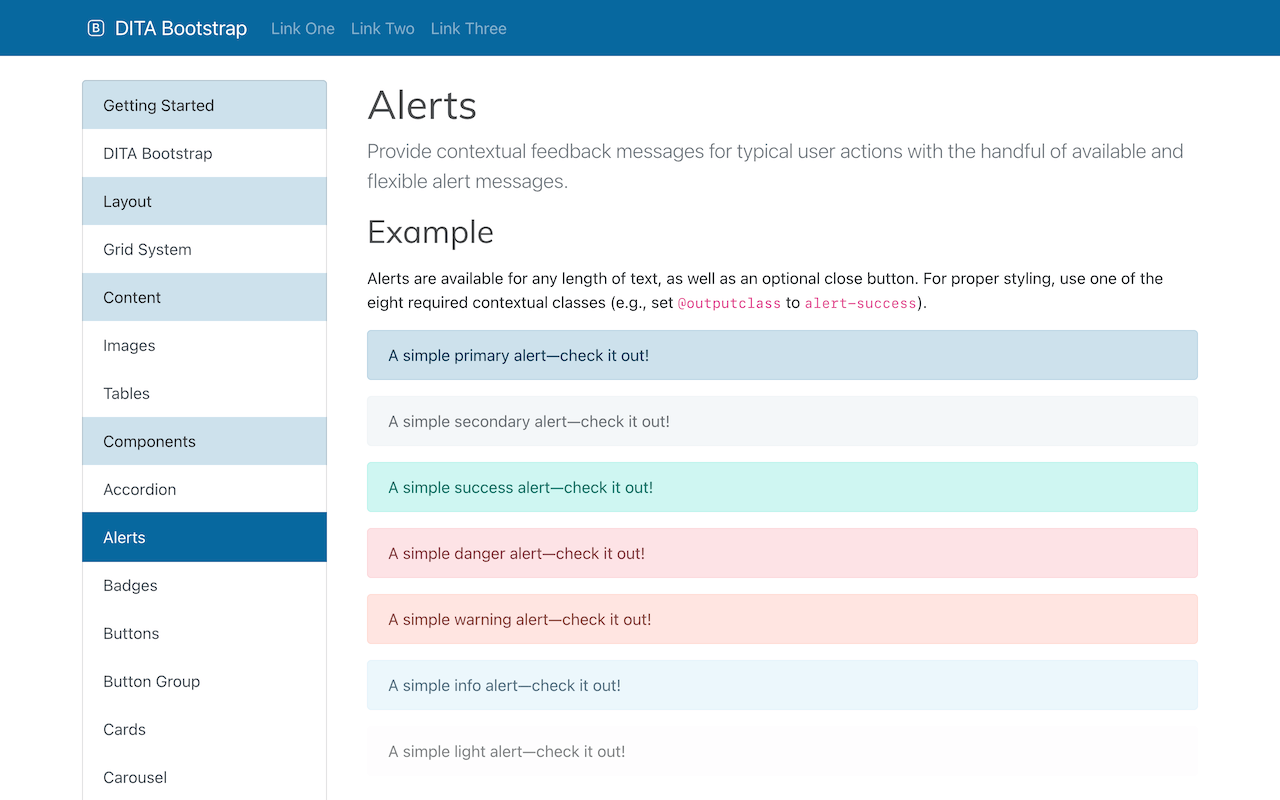 B DITA Bootstrap Link One Link Two Link Three
Getting Started
DITA Bootstrap
Layout
Grid System
Content
Images
Tables
Components
Accordion
Alerts
Badges
Buttons
Button Group
Cards
Carousel
Alerts
Provide contextual feedback messages for typical user actions with the handful of available and
flexible alert messages.
Example
Alerts are available for any length of text, as well as an optional close button. For proper styling, use one of the
eight required contextual classes (e.g., set @outputclass to alert-success).
A simple primary alert—check it out!
A simple secondary alert—check it out!
A simple success alert—check it out!
A simple danger alert—check it out!
A simple warning alert—check it out!
A simple info alert—check it out!
A simple light alert—check it out!